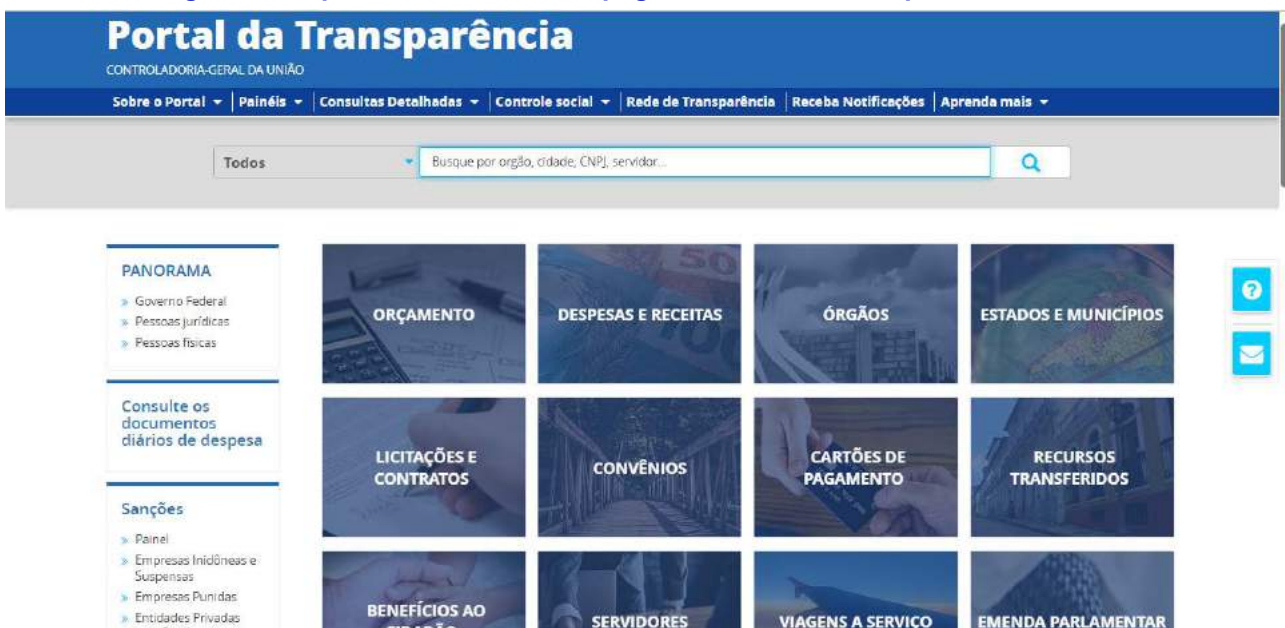 Portal da Transparência
CONTROLADORIA-GERAL DA UNIÃO
Sobre o Portal Painéis Consultas Detalhadas Controle social Rede de Transparência Receba Notificações Aprenda mais
Todos
Busque por orgão, cidade, CNPJ, servidor...
PANORAMA
Governo Federal
Pessoas jurídicas
Pessoas físicas
Consulte os
documentos
diários de despesa
Sanções
Painel
Empresas Inidôneas e
Suspensas
Empresas Punidas
Entidades Privadas
ORÇAMENTO
DESPESAS E RECEITAS
ÓRGÃOS
ESTADOS E MUNICÍPIOS
LICITAÇÕES E
CONTRATOS
CONVÊNIOS
CARTÕES DE
PAGAMENTO
RECURSOS
TRANSFERIDOS
BENEFÍCIOS AO
CIDADÃO
SERVIDORES
VIAGENS A SERVIÇO
EMENDA PARLAMENTAR